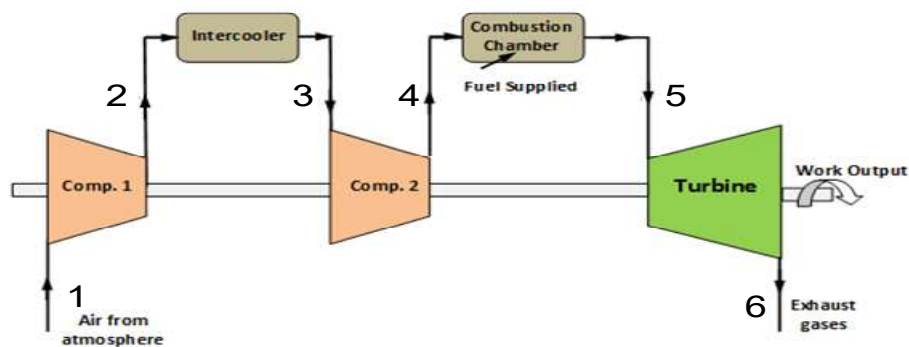 Intercooler
Combustion
Chamber
Fuel Supplied
2
3
4
5
Comp. 1
Comp. 2
Turbine
Work Output
1
Air from
atmosphere
6
Exhaust
gases